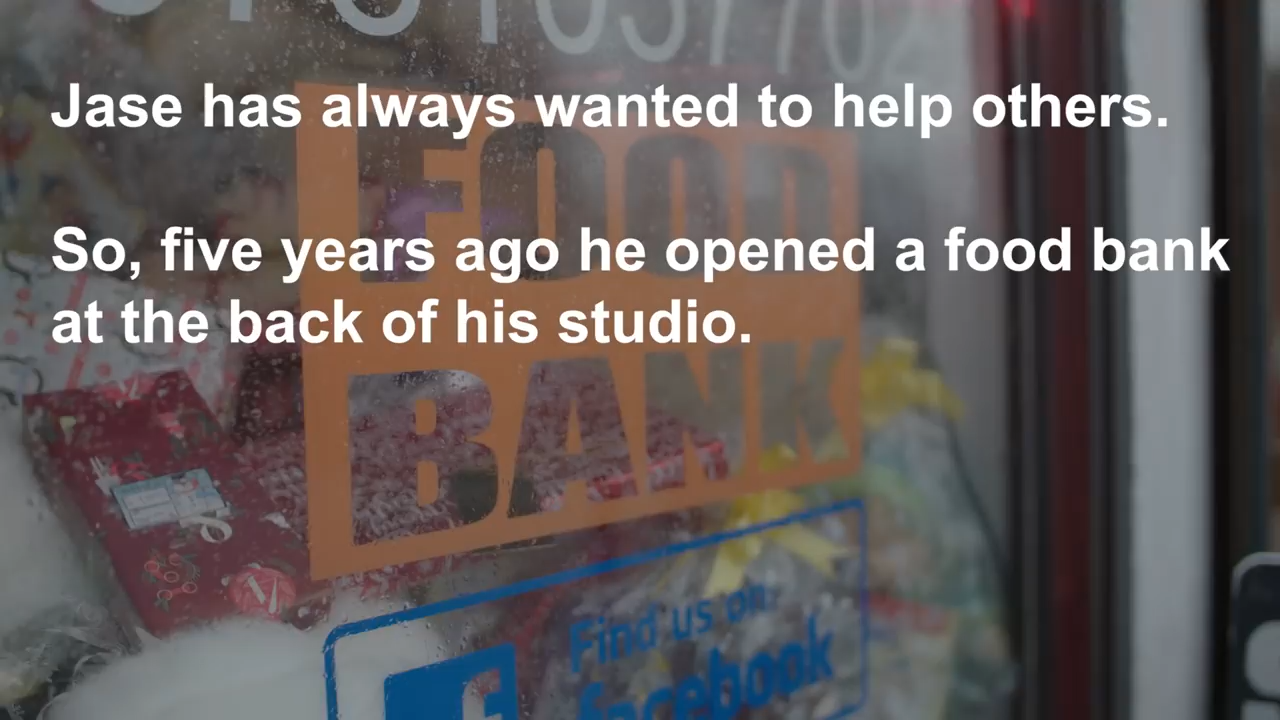 Jase has always wanted to help others.
So, five years ago he opened a food bank
at the back of his studio.
FOOD
BANK
Find us on
facebook